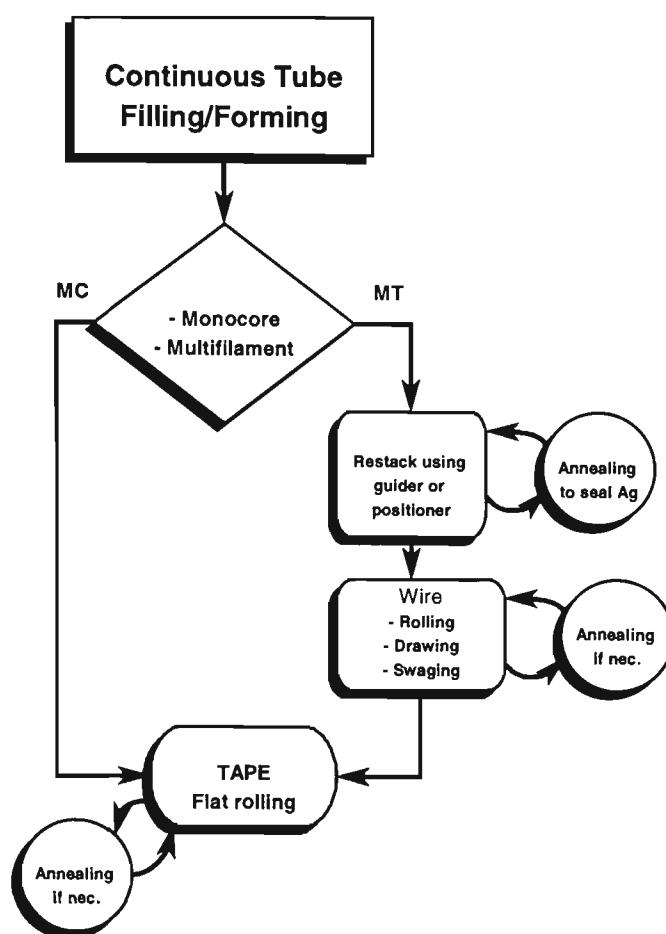 Continuous Tube
Filling/Forming
MC
MT
- Monocore
- Multifilament
Restack using
guider or
positioner
Annealing
to seal Ag
Wire
- Rolling
- Drawing
- Swaging
Annealing
if nec.
TAPE
Flat rolling
Annealing
if nec.